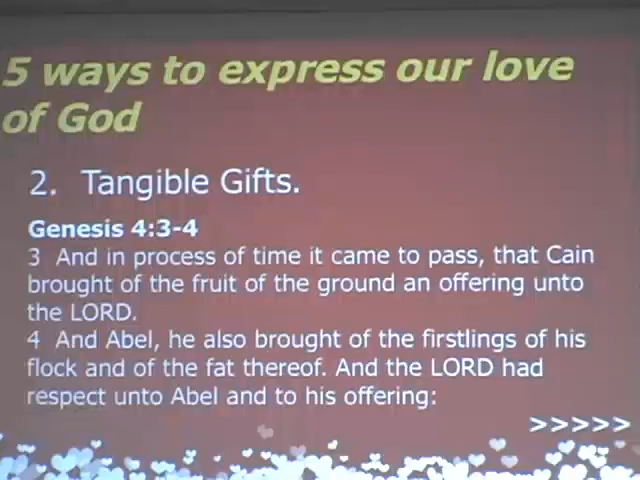 5 ways to express our love
of God
2. Tangible Gifts.
Genesis 4:3-4
3 And in process of time it came to pass, that Cain
brought of the fruit of the ground an offering unto
the LORD.
4 And Abel, he also brought of the firstlings of his
flock and of the fat thereof. And the LORD had
respect unto Abel and to his offering:
>>>>>